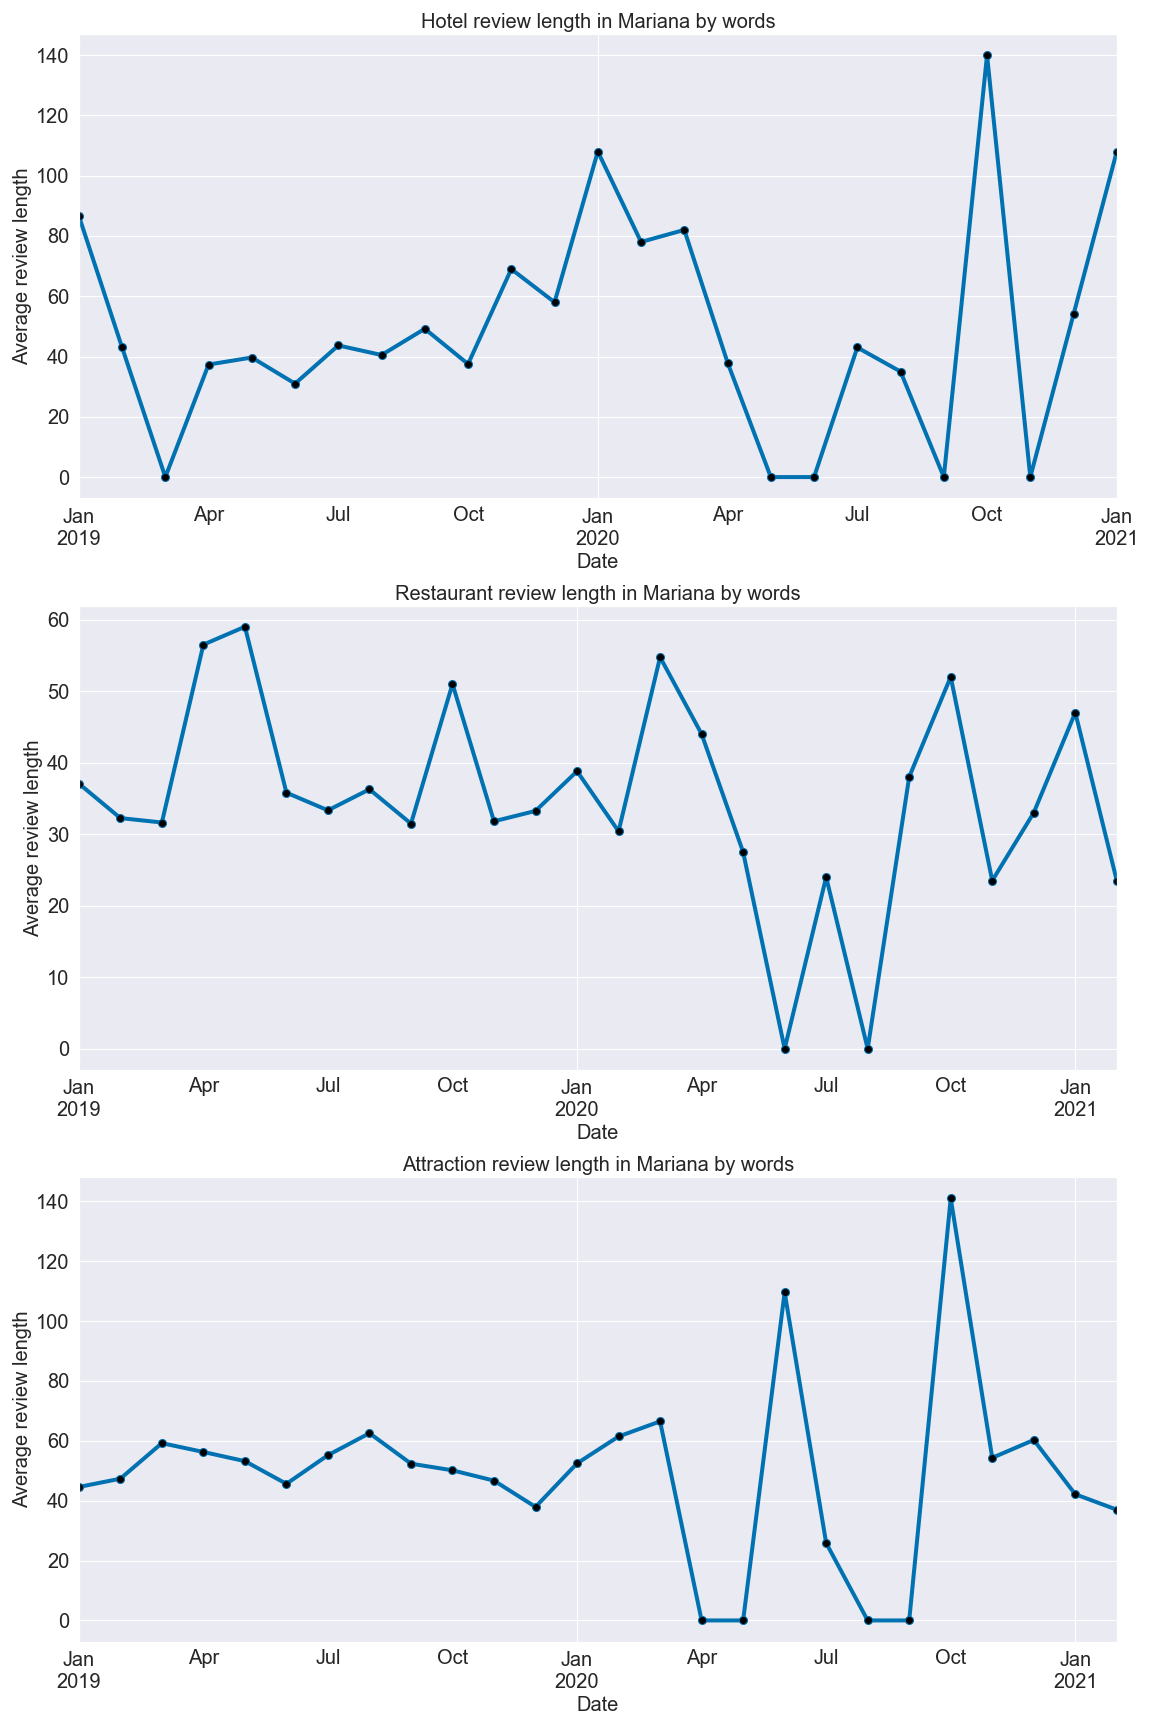 Hotel review length in Mariana by words
140
120
100
80
60
40
20
0
Average review length
Jan Apr Jul Oct Jan Apr Jul Oct Jan
2019 2020 2021
Date
Restaurant review length in Mariana by words
60
50
40
30
20
10
0
Average review length
Jan Apr Jul Oct Jan Apr Jul Oct Jan
2019 2020 2021
Date
Attraction review length in Mariana by words
140
120
100
80
60
40
20
0
Average review length
Jan Apr Jul Oct Jan Apr Jul Oct Jan
2019 2020 2021
Date